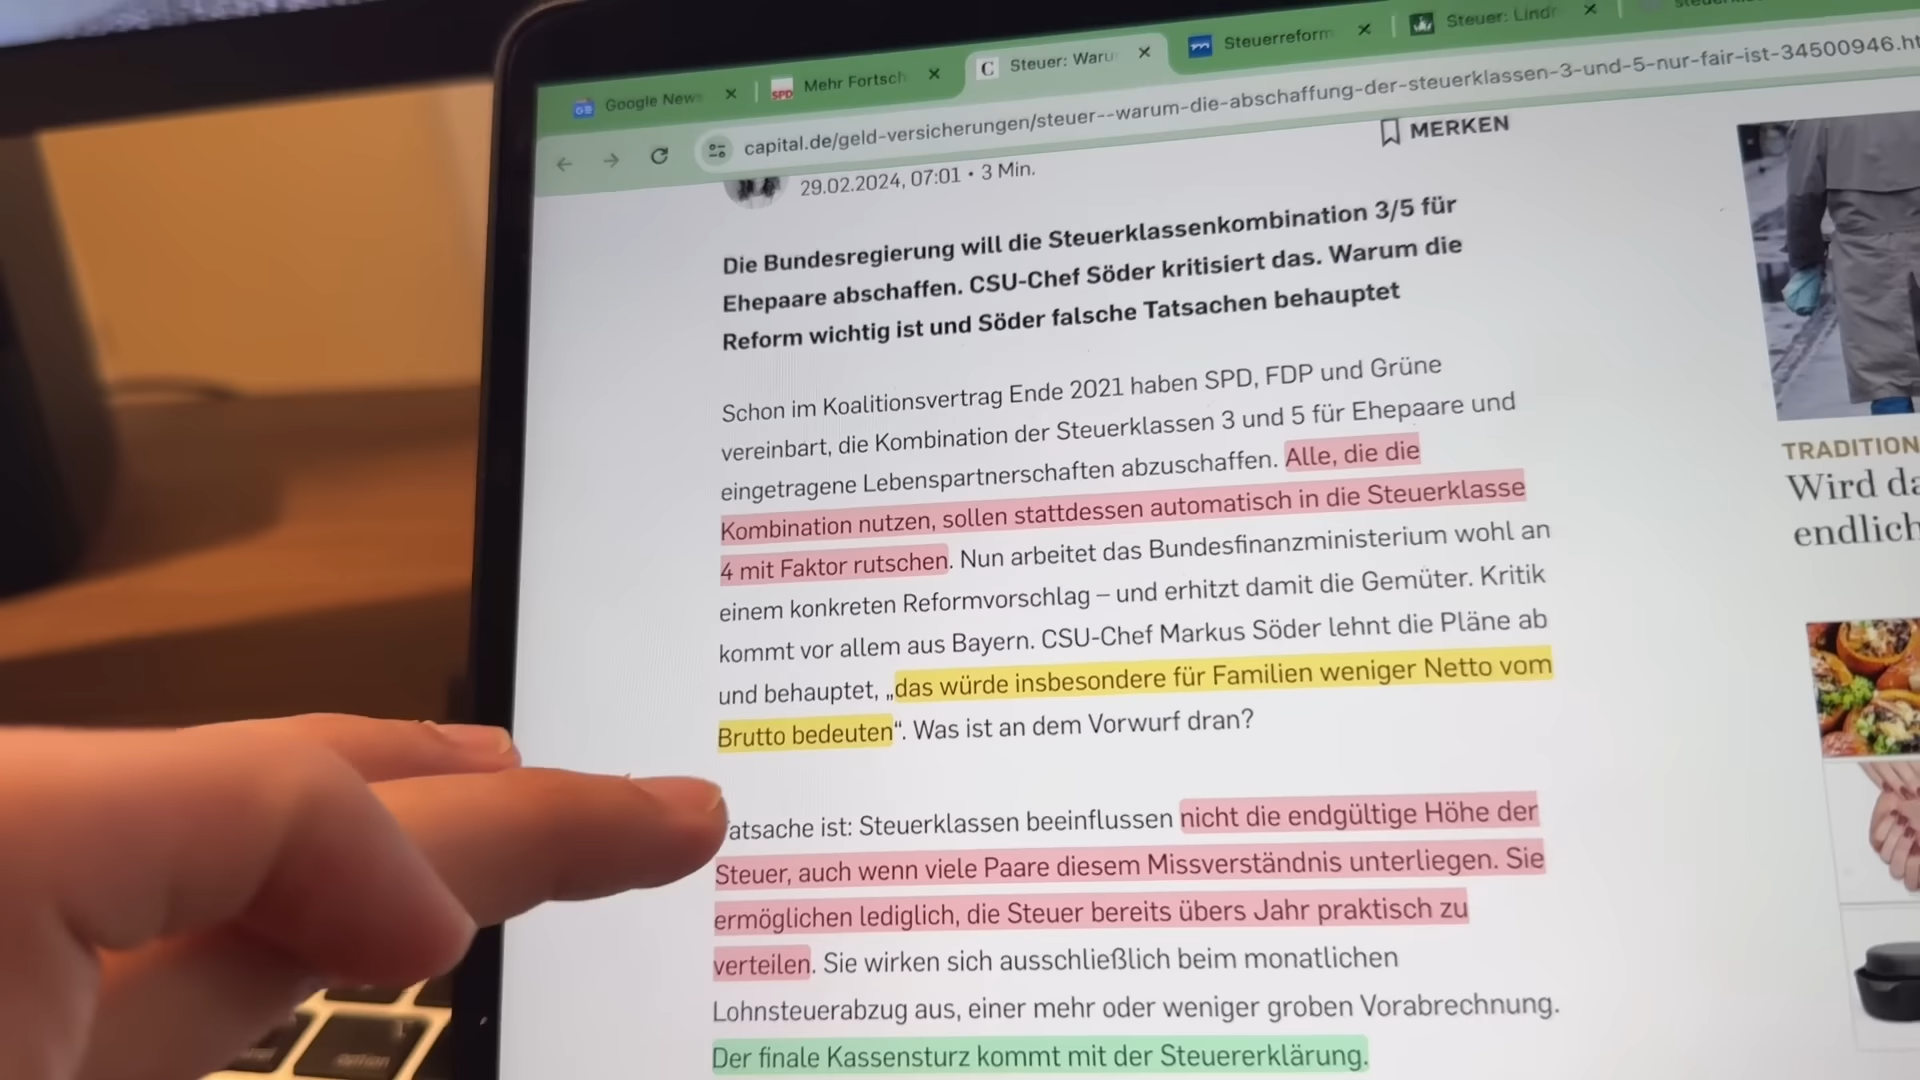 Google News
SPD
Mehr Fortsch
C
Steuer: Waru
Steuerreform
Steuer: Lind
capital.de/geld-versicherungen/steuer--warum-die-abschaffung-der-steuerklassen-3-und-5-nur-fair-ist-34500946.ht
MERKEN
29.02.2024, 07:01 • 3 Min.
Die Bundesregierung will die Steuerklassenkombination 3/5 für
Ehepaare abschaffen. CSU-Chef Söder kritisiert das. Warum die
Reform wichtig ist und Söder falsche Tatsachen behauptet
Schon im Koalitionsvertrag Ende 2021 haben SPD, FDP und Grüne
vereinbart, die Kombination der Steuerklassen 3 und 5 für Ehepaare und
eingetragene Lebenspartnerschaften abzuschaffen. Alle, die die
Kombination nutzen, sollen stattdessen automatisch in die Steuerklasse
4 mit Faktor rutschen. Nun arbeitet das Bundesfinanzministerium wohl an
einem konkreten Reformvorschlag – und erhitzt damit die Gemüter. Kritik
kommt vor allem aus Bayern. CSU-Chef Markus Söder lehnt die Pläne ab
und behauptet, „das würde insbesondere für Familien weniger Netto vom
Brutto bedeuten“. Was ist an dem Vorwurf dran?
atsache ist: Steuerklassen beeinflussen nicht die endgültige Höhe der
Steuer, auch wenn viele Paare diesem Missverständnis unterliegen. Sie
ermöglichen lediglich, die Steuer bereits übers Jahr praktisch zu
verteilen. Sie wirken sich ausschließlich beim monatlichen
Lohnsteuerabzug aus, einer mehr oder weniger groben Vorabrechnung.
Der finale Kassensturz kommt mit der Steuererklärung.
TRADITION
Wird da
endlich
option